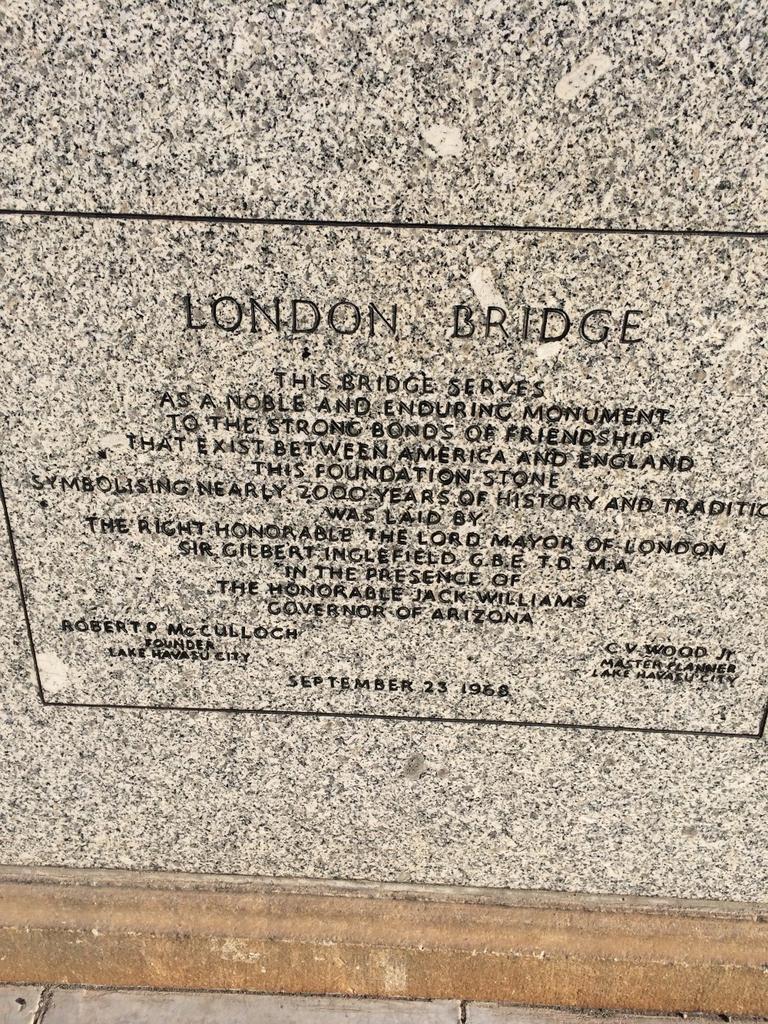 LONDON BRIDGE
THIS BRIDGE SERVES
AS A NOBLE AND ENDURING MONUMENT
TO THE STRONG BONDS OF FRIENDSHIP
THAT EXIST BETWEEN AMERICA AND ENGLAND
THIS FOUNDATION STONE
SYMBOLISING NEARLY 2000 YEARS OF HISTORY AND TRADITIO
WAS LAID BY
THE RIGHT HONORABLE THE LORD MAYOR OF LONDON
SIR GILBERT INGLEFIELD G.B.E. T.D. M.A.
IN THE PRESENCE OF
THE HONORABLE JACK WILLIAMS
GOVERNOR OF ARIZONA
ROBERT P McCULLOCH
FOUNDER
LAKE HAVASU CITY
C V WOOD Jr
MASTER PLANNER
LAKE HAVASU CITY
SEPTEMBER 23 1968